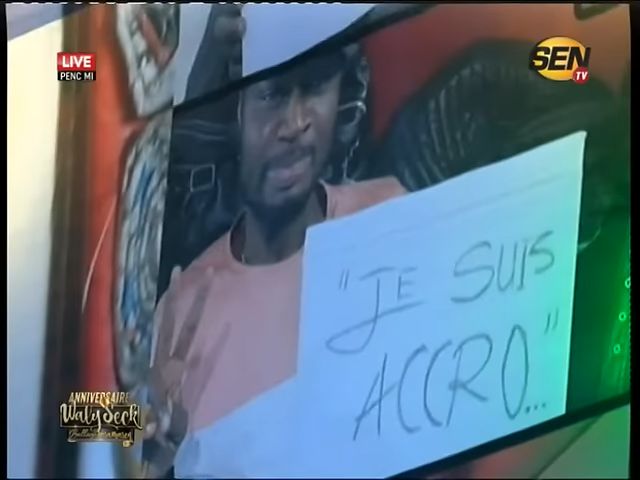 LIVE
PENC MI
SEN
TV
"JE SUIS
ACCRO"...
ANNIVERSAIRE
Waly Seck